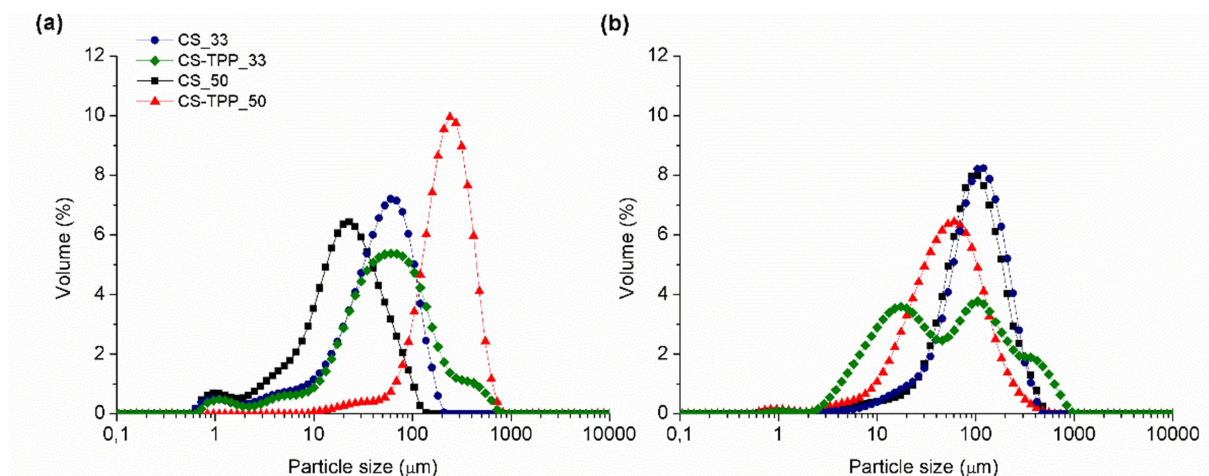 (a)
CS_33
CS-TPP_33
CS_50
CS-TPP_50
12
10
8
6
4
2
0
Volume (%)
0,1 1 10 100 1000 10000
Particle size (μm)
(b)
12
10
8
6
4
2
0
Volume (%)
0,1 1 10 100 1000 10000
Particle size (μm)